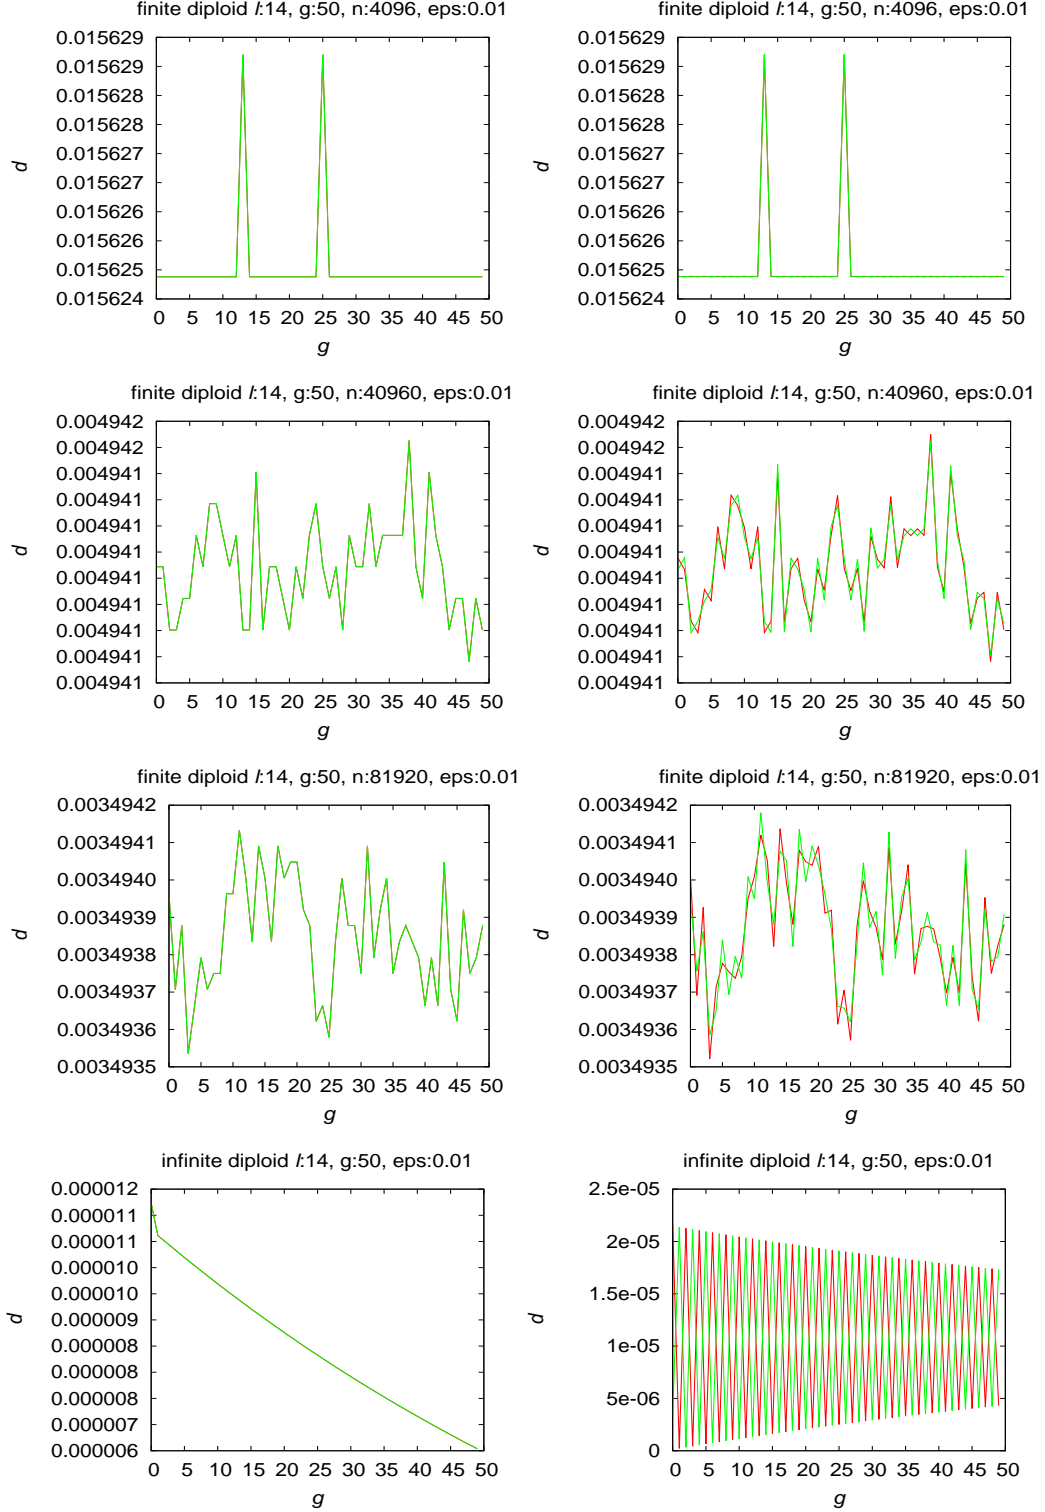 finite diploid l:14, g:50, n:4096, eps:0.01
0.015629
0.015629
0.015628
0.015628
0.015627
0.015627
0.015626
0.015626
0.015625
0.015624
d
0 5 10 15 20 25 30 35 40 45 50
g
finite diploid l:14, g:50, n:4096, eps:0.01
0.015629
0.015629
0.015628
0.015628
0.015627
0.015627
0.015626
0.015626
0.015625
0.015624
d
0 5 10 15 20 25 30 35 40 45 50
g
finite diploid l:14, g:50, n:40960, eps:0.01
0.004942
0.004942
0.004941
0.004941
0.004941
0.004941
0.004941
0.004941
0.004941
0.004941
0.004941
d
0 5 10 15 20 25 30 35 40 45 50
g
finite diploid l:14, g:50, n:40960, eps:0.01
0.004942
0.004942
0.004941
0.004941
0.004941
0.004941
0.004941
0.004941
0.004941
0.004941
0.004941
d
0 5 10 15 20 25 30 35 40 45 50
g
finite diploid l:14, g:50, n:81920, eps:0.01
0.0034942
0.0034941
0.0034940
0.0034939
0.0034938
0.0034937
0.0034936
0.0034935
d
0 5 10 15 20 25 30 35 40 45 50
g
finite diploid l:14, g:50, n:81920, eps:0.01
0.0034942
0.0034941
0.0034940
0.0034939
0.0034938
0.0034937
0.0034936
0.0034935
d
0 5 10 15 20 25 30 35 40 45 50
g
infinite diploid l:14, g:50, eps:0.01
0.000012
0.000011
0.000011
0.000010
0.000010
0.000009
0.000008
0.000008
0.000008
0.000007
0.000006
d
0 5 10 15 20 25 30 35 40 45 50
g
infinite diploid l:14, g:50, eps:0.01
2.5e-05
2e-05
1.5e-05
1e-05
5e-06
0
d
0 5 10 15 20 25 30 35 40 45 50
g